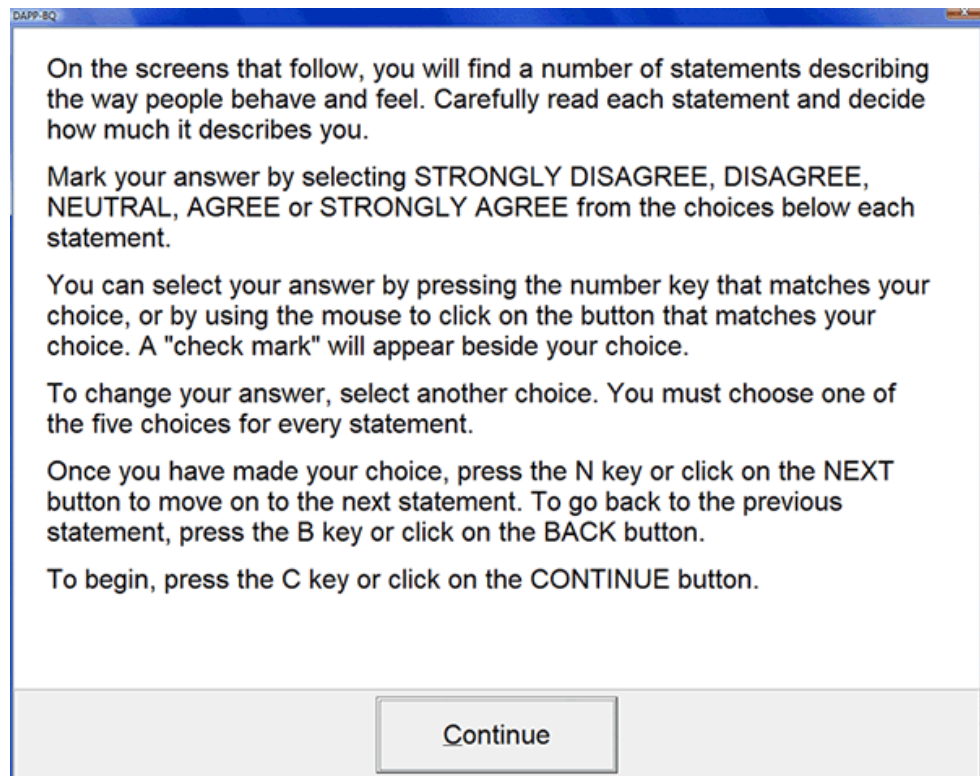 DAPP-BQ
On the screens that follow, you will find a number of statements describing
the way people behave and feel. Carefully read each statement and decide
how much it describes you.
Mark your answer by selecting STRONGLY DISAGREE, DISAGREE,
NEUTRAL, AGREE or STRONGLY AGREE from the choices below each
statement.
You can select your answer by pressing the number key that matches your
choice, or by using the mouse to click on the button that matches your
choice. A "check mark" will appear beside your choice.
To change your answer, select another choice. You must choose one of
the five choices for every statement.
Once you have made your choice, press the N key or click on the NEXT
button to move on to the next statement. To go back to the previous
statement, press the B key or click on the BACK button.
To begin, press the C key or click on the CONTINUE button.
Continue